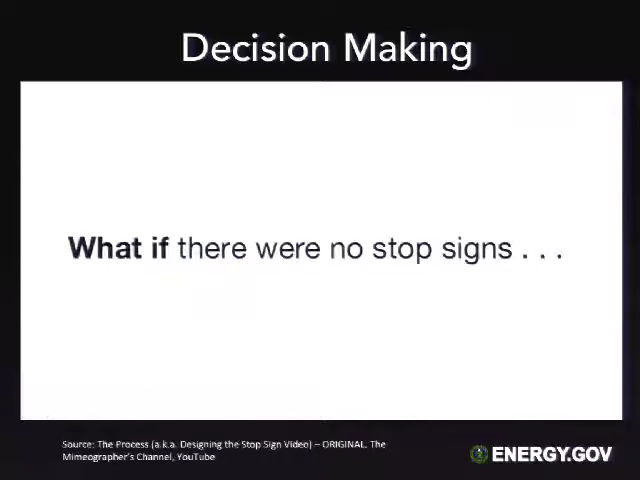 Decision Making
What if there were no stop signs . . .
Source: The Process (a.k.a. Designing the Stop Sign Video) – ORIGINAL. The
Mimeographer's Channel, YouTube
ENERGY.GOV